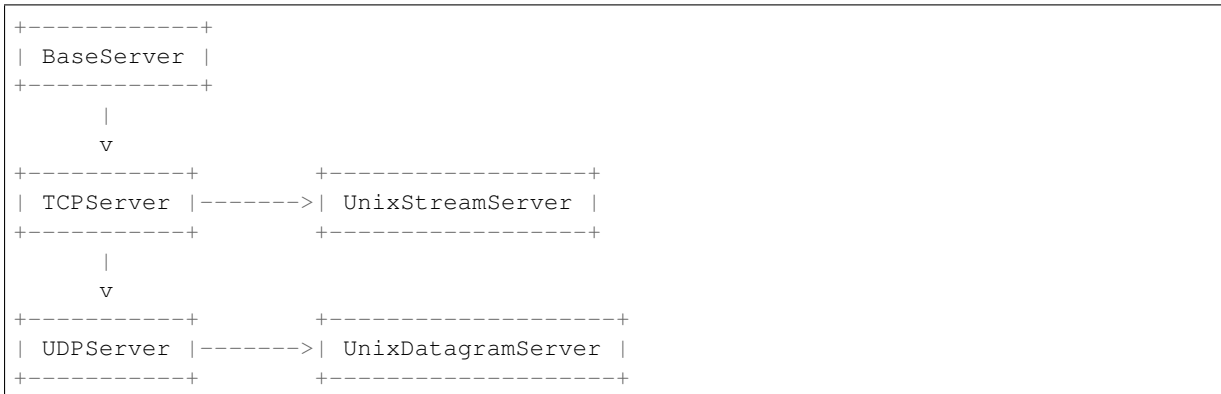 +------------+
| BaseServer |
+------------+
      |
      v
+-----------+        +------------------+
| TCPServer |------->| UnixStreamServer |
+-----------+        +------------------+
      |
      v
+-----------+        +--------------------+
| UDPServer |------->| UnixDatagramServer |
+-----------+        +--------------------+